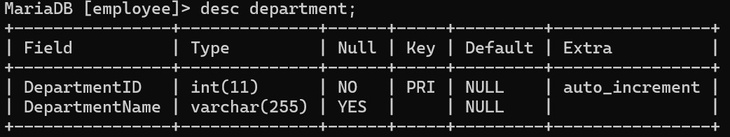 MariaDB [employee]> desc department;
+----------------+--------------+------+-----+---------+----------------+
| Field          | Type         | Null | Key | Default | Extra          |
+----------------+--------------+------+-----+---------+----------------+
| DepartmentID   | int(11)      | NO   | PRI | NULL    | auto_increment |
| DepartmentName | varchar(255) | YES  |     | NULL    |                |
+----------------+--------------+------+-----+---------+----------------+